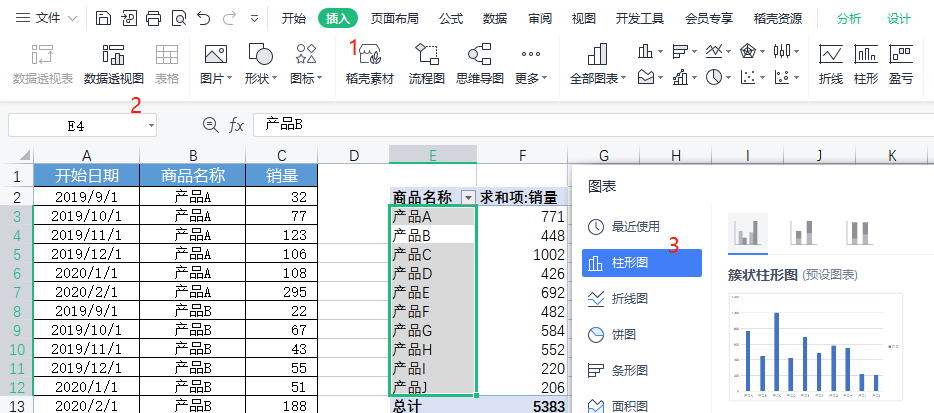 文件 开始 插入 页面布局 公式 数据 审阅 视图 开发工具 会员专享 稻壳资源 分析 设计
1
数据透视表 数据透视图 表格 图片 形状 图标 稻壳素材 流程图 思维导图 更多 全部图表 折线 柱形 盈亏
2
E4 fx 产品B
A B C D E F G H I J K
1 开始日期 商品名称 销量
2 2019/9/1 产品A 32 商品名称 求和项:销量
3 2019/10/1 产品A 77 产品A 771
4 2019/11/1 产品A 123 产品B 448
5 2019/12/1 产品A 106 产品C 1002
6 2020/1/1 产品A 108 产品D 426
7 2020/2/1 产品A 295 产品E 692
8 2019/9/1 产品B 22 产品F 482
9 2019/10/1 产品B 67 产品G 584
10 2019/11/1 产品B 43 产品H 552
11 2019/12/1 产品B 55 产品I 220
12 2020/1/1 产品B 51 产品J 206
13 2020/2/1 产品B 188 总计 5383
图表
最近使用
3
柱形图
折线图
饼图
条形图
面积图
簇状柱形图 (预设图表)